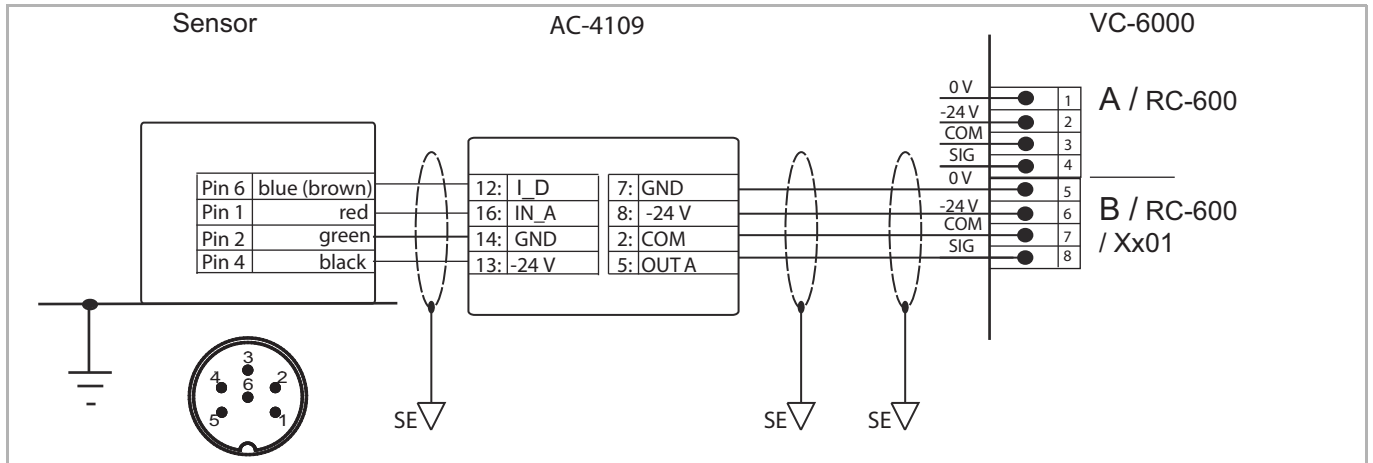 Sensor AC-4109 VC-6000
0 V 1 A / RC-600
-24 V 2
COM 3
SIG 4
Pin 6 blue (brown) 12: I_D 7: GND 0 V 5
Pin 1 red 16: IN_A 8: -24 V -24 V 6 B / RC-600
Pin 2 green 14: GND 2: COM COM 7 / Xx01
Pin 4 black 13: -24 V 5: OUT A SIG 8
3
4 6 2
5 1
SE SE SE